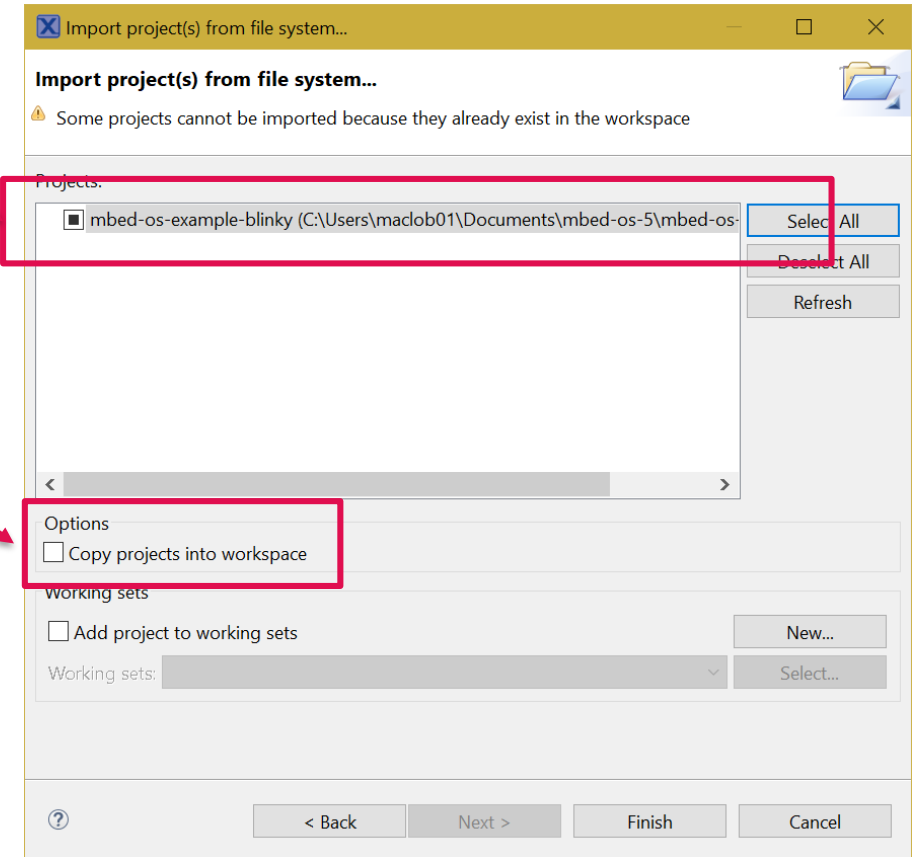 Import project(s) from file system...
Import project(s) from file system...
Some projects cannot be imported because they already exist in the workspace
Projects:
mbed-os-example-blinky (C:\Users\maclob01\Documents\mbed-os-5\mbed-os-
Select All
Deselect All
Refresh
Options
Copy projects into workspace
Working sets
Add project to working sets
New...
Working sets:
Select...
< Back
Next >
Finish
Cancel